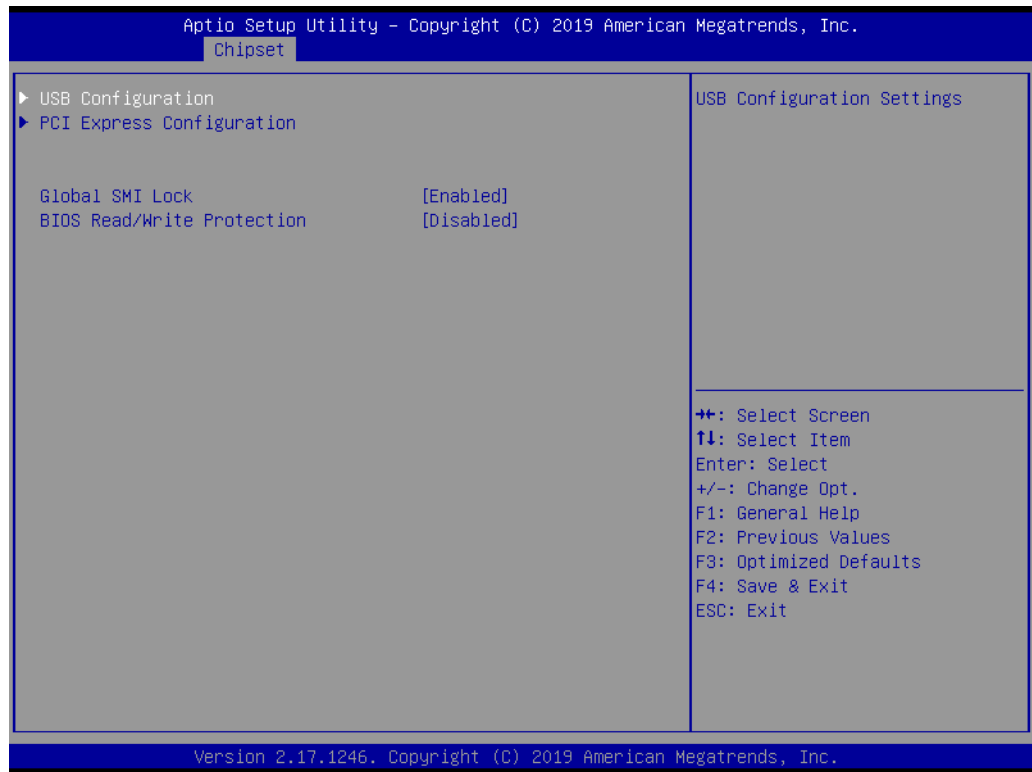 Aptio Setup Utility – Copyright (C) 2019 American Megatrends, Inc.
Chipset
▶ USB Configuration
▶ PCI Express Configuration
Global SMI Lock [Enabled]
BIOS Read/Write Protection [Disabled]
USB Configuration Settings
→←: Select Screen
↑↓: Select Item
Enter: Select
+/-: Change Opt.
F1: General Help
F2: Previous Values
F3: Optimized Defaults
F4: Save & Exit
ESC: Exit
Version 2.17.1246. Copyright (C) 2019 American Megatrends, Inc.